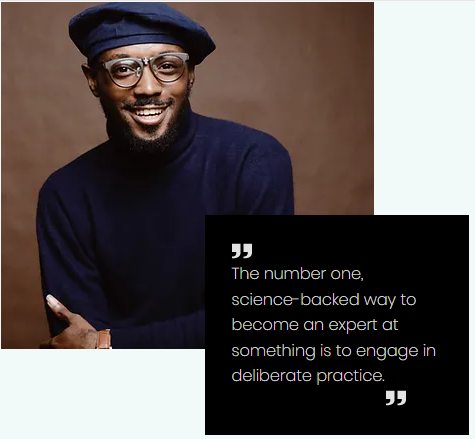 ”
The number one,
science-backed way to
become an expert at
something is to engage in
deliberate practice.
”